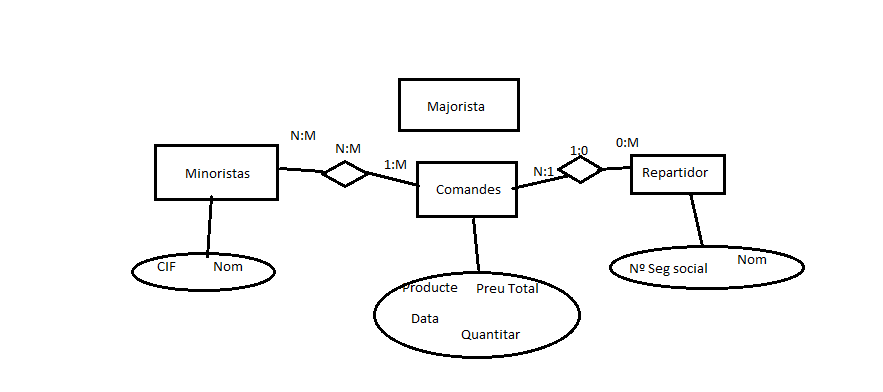 Majorista
N:M
N:M
1:M
Minoristas
Comandes
N:1
1:0
0:M
Repartidor
CIF Nom
Producte Preu Total
Data
Quantitar
Nº Seg social
Nom